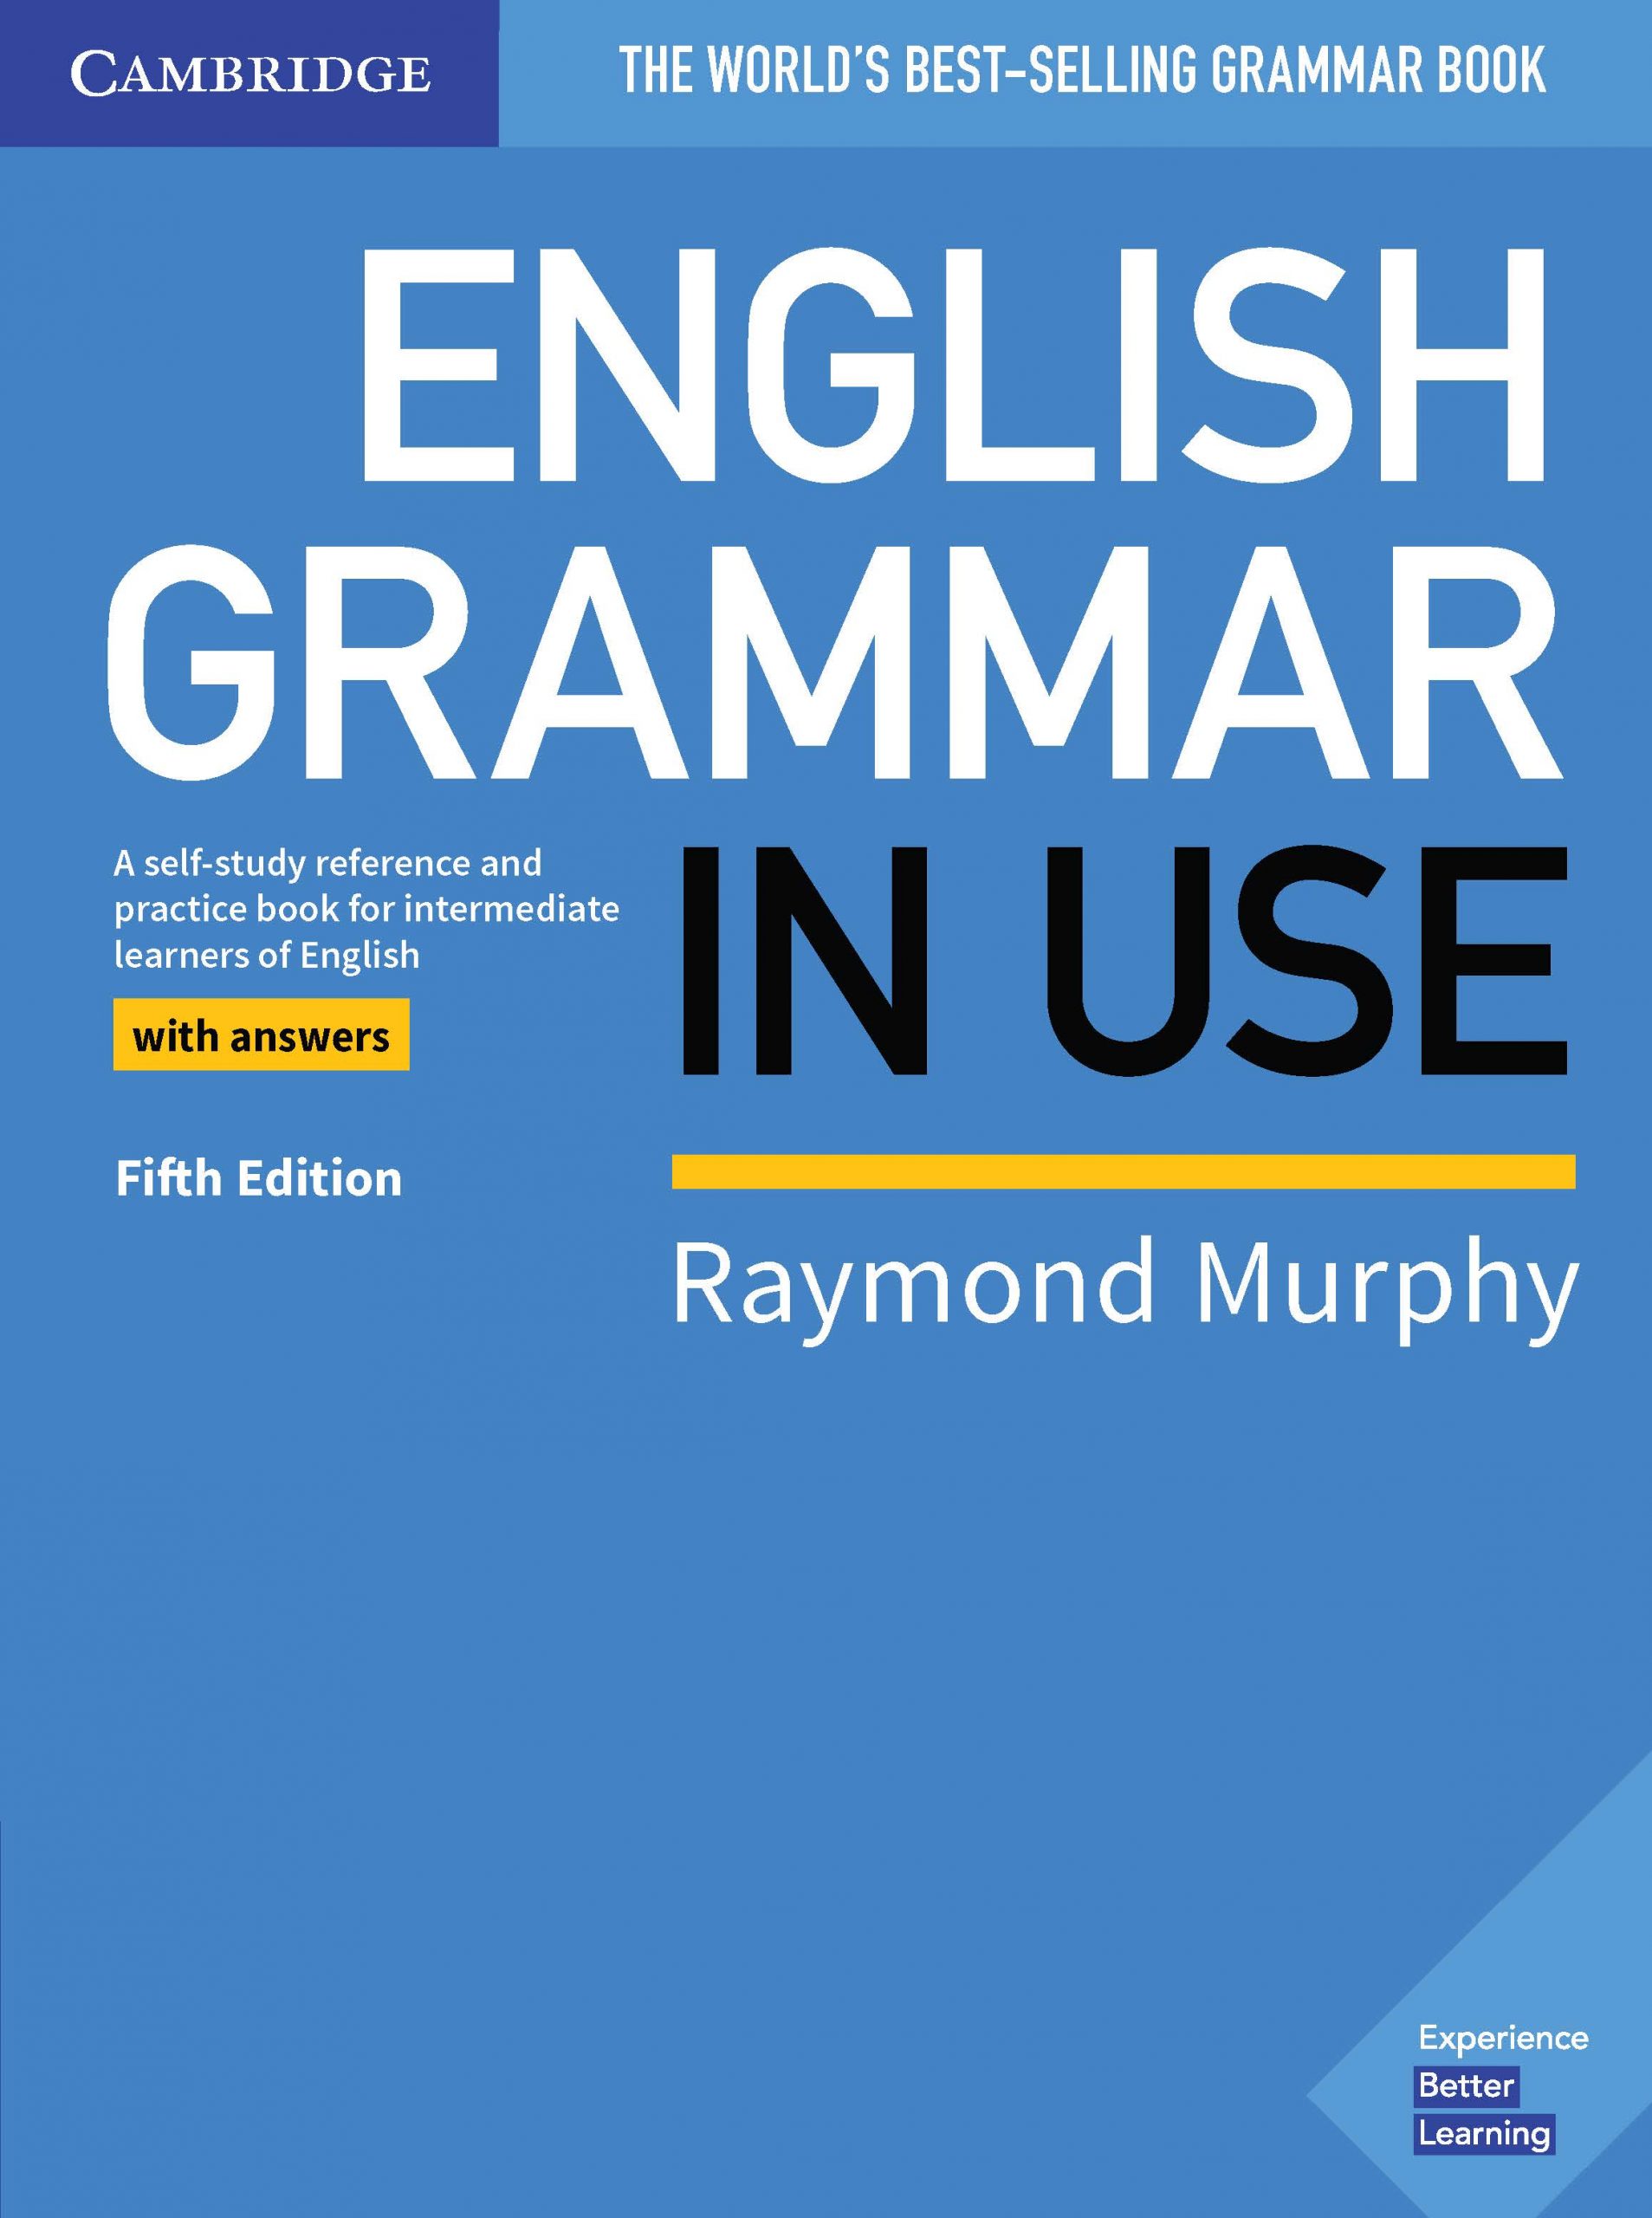 CAMBRIDGE
THE WORLD'S BEST-SELLING GRAMMAR BOOK
ENGLISH
GRAMMAR
IN USE
A self-study reference and
practice book for intermediate
learners of English
with answers
Fifth Edition
Raymond Murphy
Experience
Better
Learning